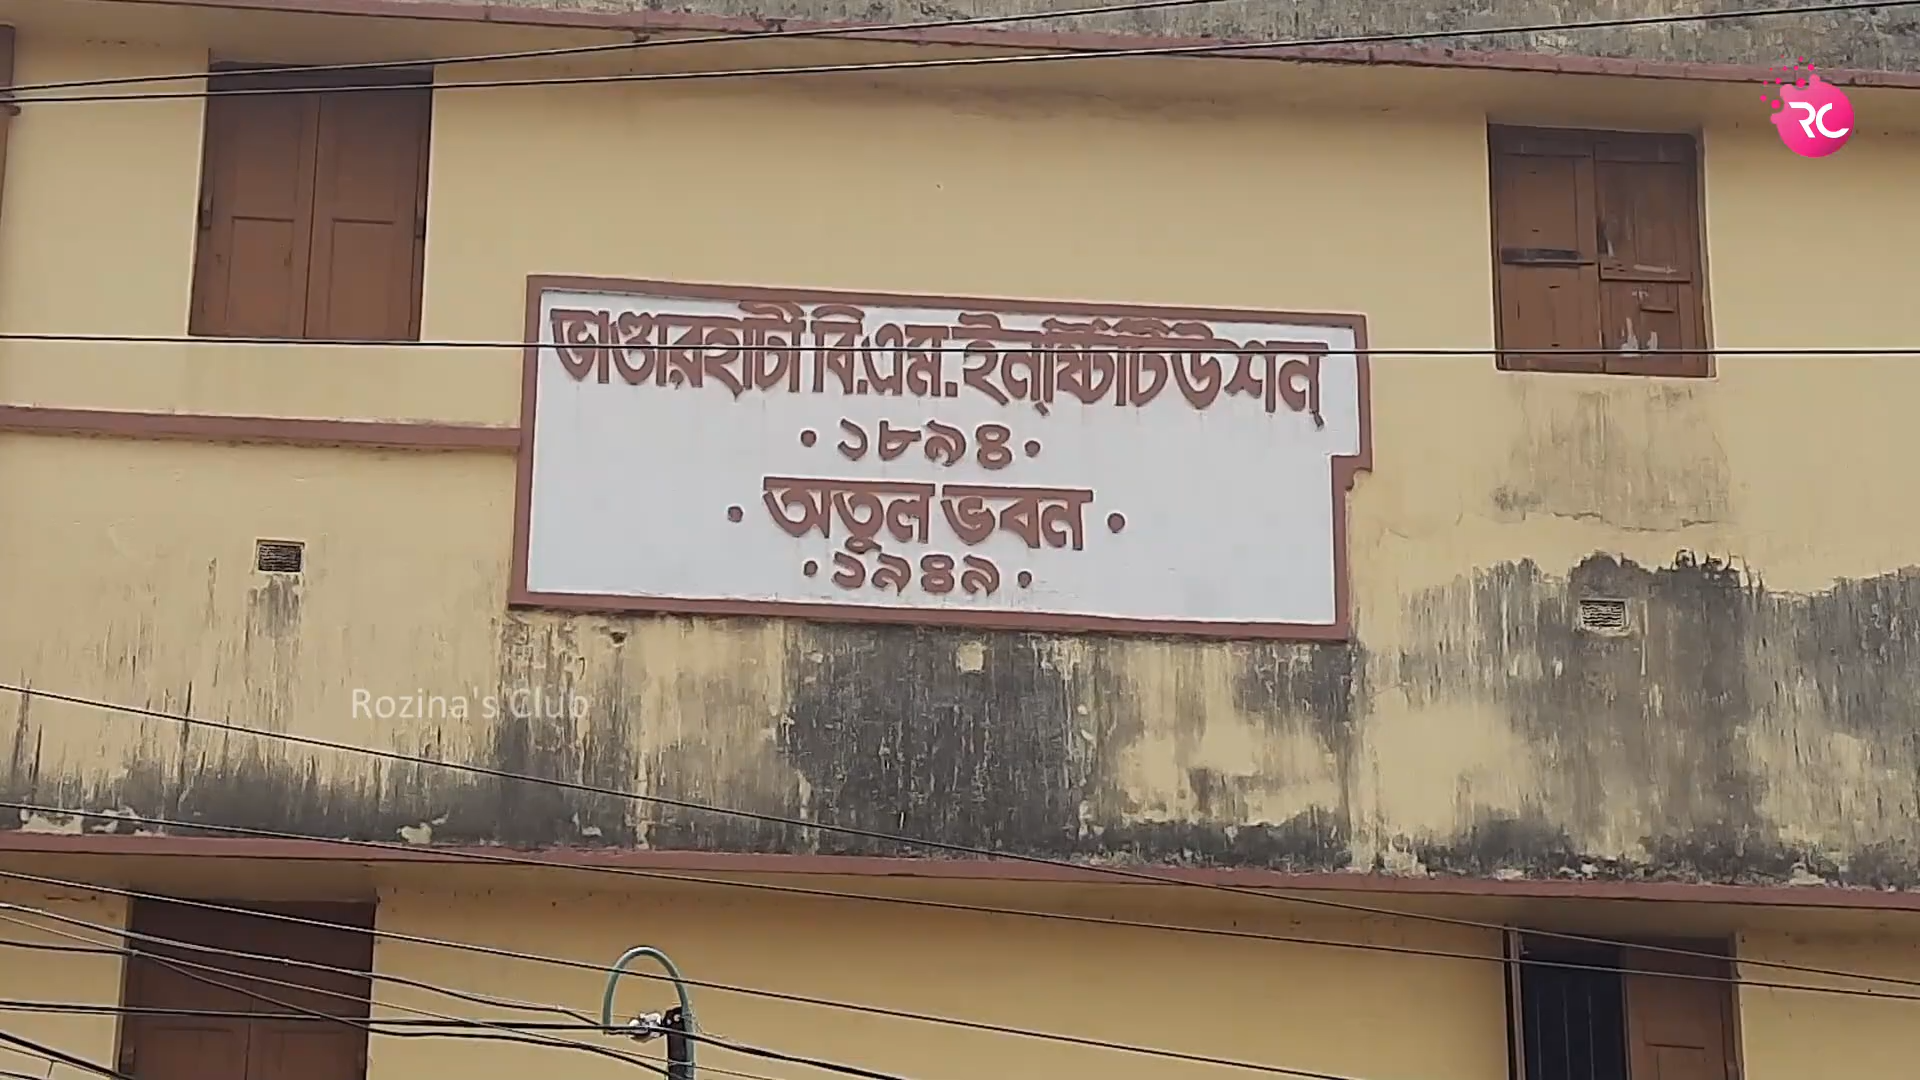 RC
ভাণ্ডারহাটী বি.এম. ইন্‌ষ্টিটিউশন্
• ১৮৯৪ •
• অতুল ভবন •
• ১৯৪৯ •
Rozina's Club